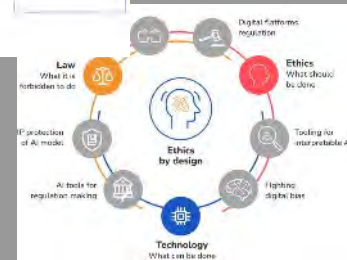 Digital platforms
regulation
Law
What it is
forbidden to do
Ethics
What should
be done
IP protection
of AI model
Ethics
by design
Tooling for
interpretable A
AI tools for
regulation making
Fighting
digital bias
Technology
What can be done